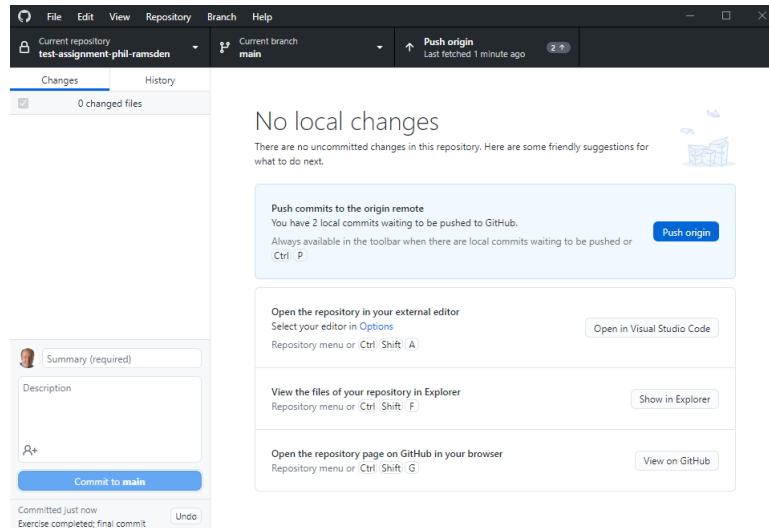 File Edit View Repository Branch Help
Current repository
test-assignment-phil-ramsden
Current branch
main
Push origin
Last fetched 1 minute ago
2
Changes History
0 changed files
No local changes
There are no uncommitted changes in this repository. Here are some friendly suggestions for
what to do next.
Push commits to the origin remote
You have 2 local commits waiting to be pushed to GitHub.
Always available in the toolbar when there are local commits waiting to be pushed or
Ctrl P
Push origin
Open the repository in your external editor
Select your editor in Options
Repository menu or Ctrl Shift A
Open in Visual Studio Code
View the files of your repository in Explorer
Repository menu or Ctrl Shift F
Show in Explorer
Open the repository page on GitHub in your browser
Repository menu or Ctrl Shift G
View on GitHub
Summary (required)
Description
Commit to main
Committed just now
Exercise completed; final commit
Undo